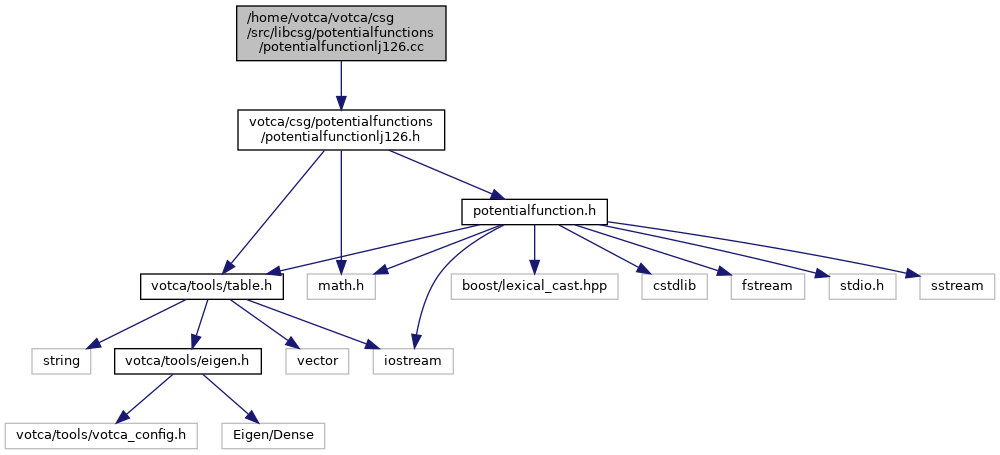 /home/votca/votca/csg
/src/libcsg/potentialfunctions
/potentialfunctionlj126.cc
votca/csg/potentialfunctions
/potentialfunctionlj126.h
potentialfunction.h
votca/tools/table.h
math.h
boost/lexical_cast.hpp
cstdlib
fstream
stdio.h
sstream
string
votca/tools/eigen.h
vector
iostream
votca/tools/votca_config.h
Eigen/Dense